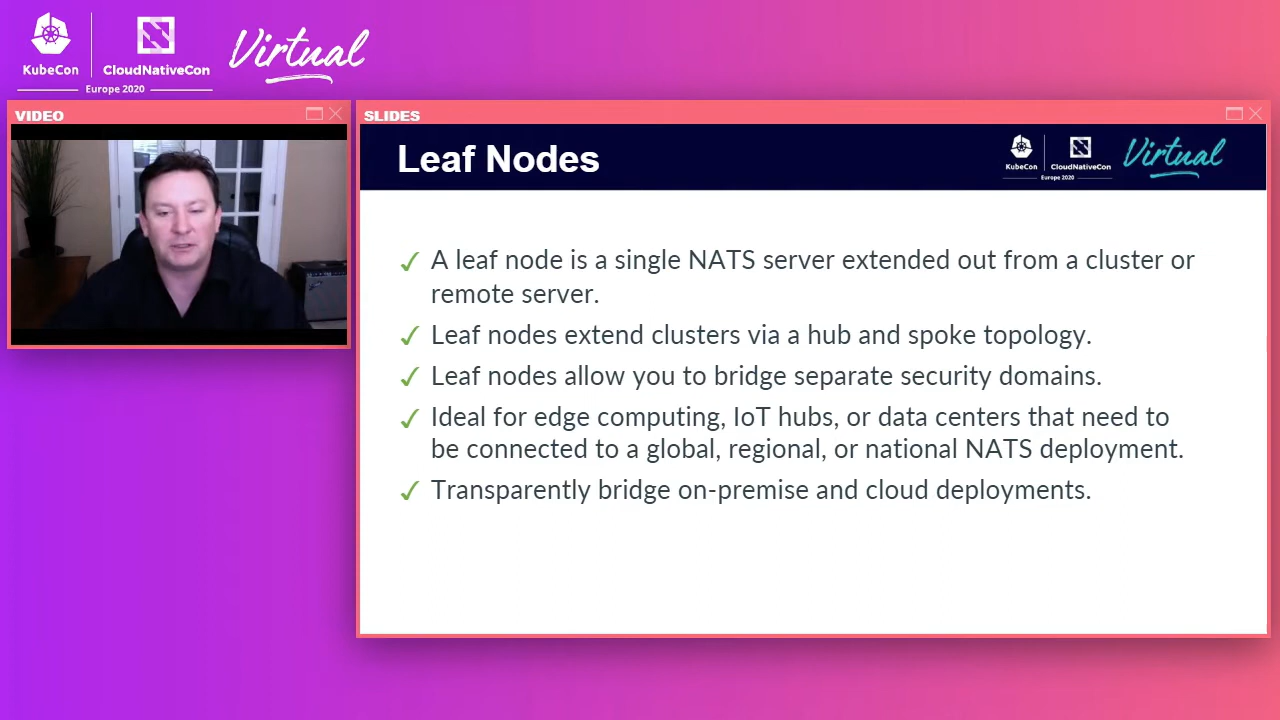 KubeCon
CloudNativeCon
Europe 2020
Virtual
VIDEO
SLIDES
Leaf Nodes
KubeCon
CloudNativeCon
Europe 2020
Virtual
✓ A leaf node is a single NATS server extended out from a cluster or
remote server.
✓ Leaf nodes extend clusters via a hub and spoke topology.
✓ Leaf nodes allow you to bridge separate security domains.
✓ Ideal for edge computing, IoT hubs, or data centers that need to
be connected to a global, regional, or national NATS deployment.
✓ Transparently bridge on-premise and cloud deployments.